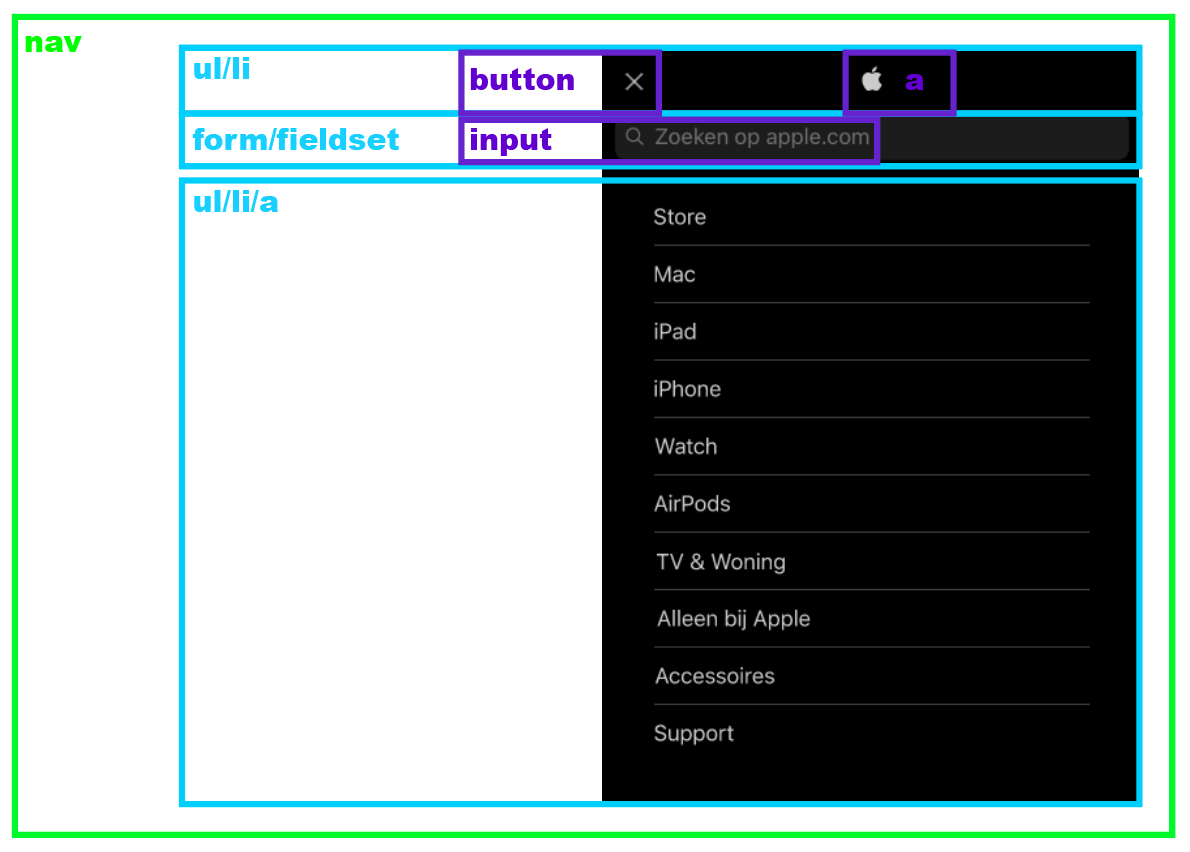 nav
ul/li
button
a
form/fieldset
input
Zoeken op apple.com
ul/li/a
Store
Mac
iPad
iPhone
Watch
AirPods
TV & Woning
Alleen bij Apple
Accessoires
Support